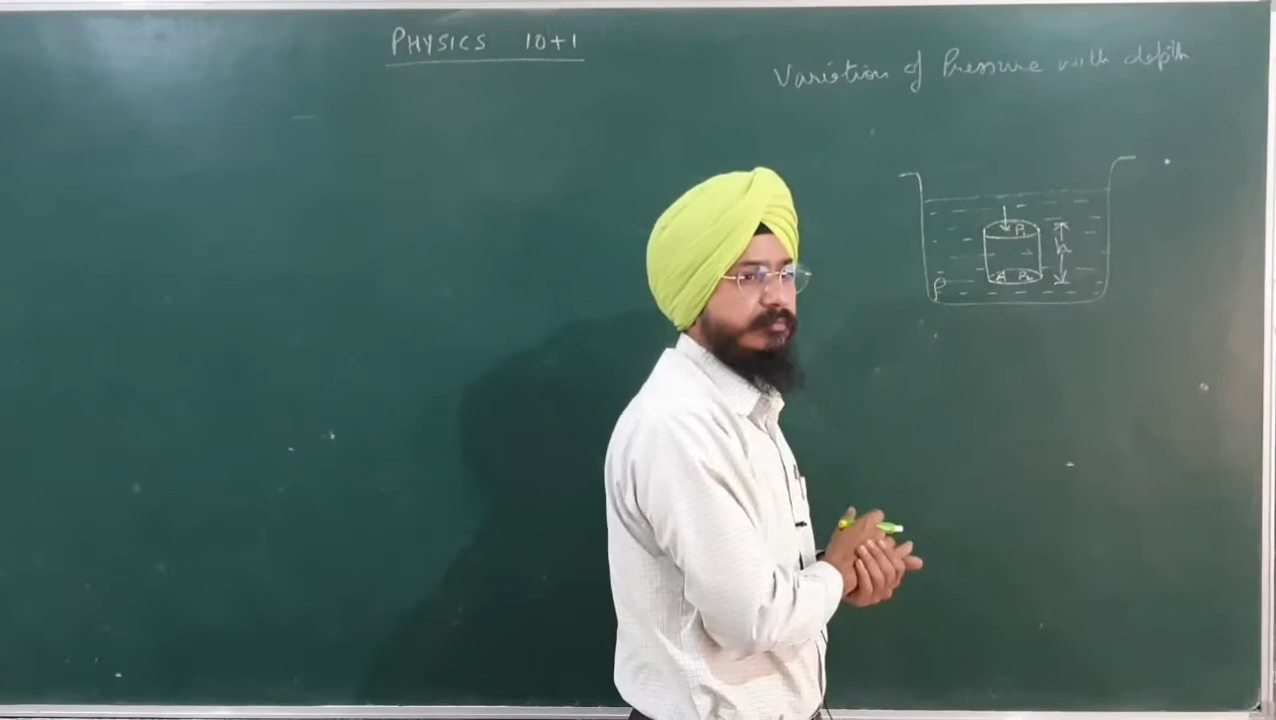 PHYSICS 10+1
Variation of Pressure with depth
P₁
h
A P₂
ρ